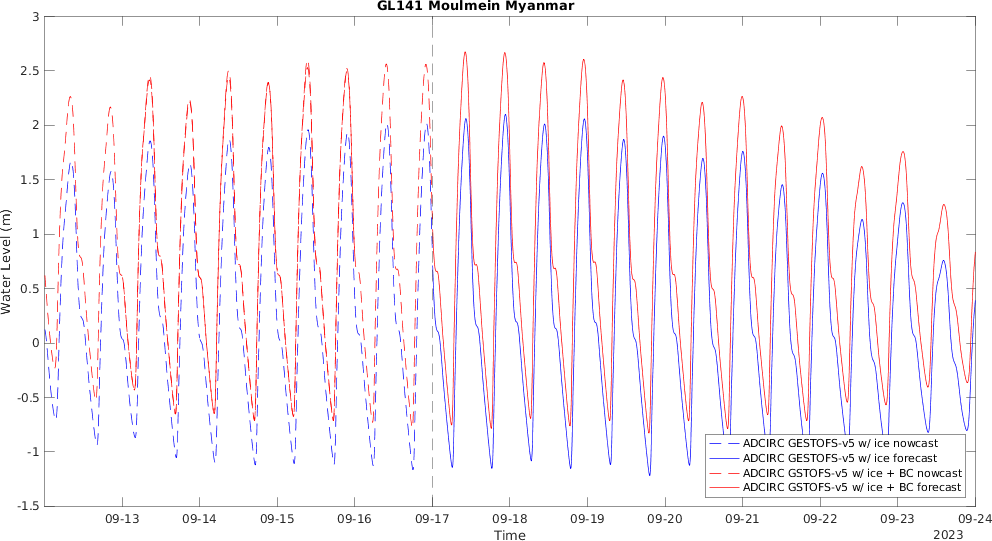 GL141 Moulmein Myanmar
3
2.5
2
1.5
1
0.5
0
-0.5
-1
-1.5
Water Level (m)
ADCIRC GESTOFS-v5 w/ ice nowcast
ADCIRC GESTOFS-v5 w/ ice forecast
ADCIRC GSTOFS-v5 w/ ice + BC nowcast
ADCIRC GSTOFS-v5 w/ ice + BC forecast
09-13 09-14 09-15 09-16 09-17 09-18 09-19 09-20 09-21 09-22 09-23 09-24
Time
2023